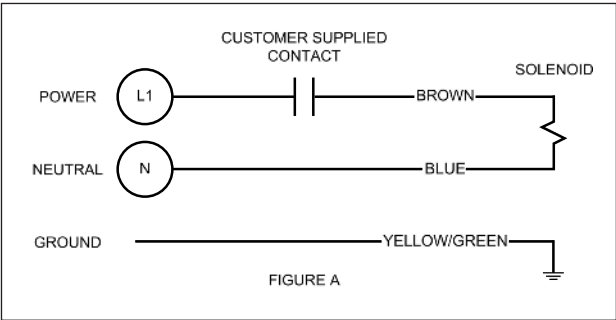 CUSTOMER SUPPLIED
CONTACT
SOLENOID
POWER L1 BROWN
NEUTRAL N BLUE
GROUND YELLOW/GREEN
FIGURE A